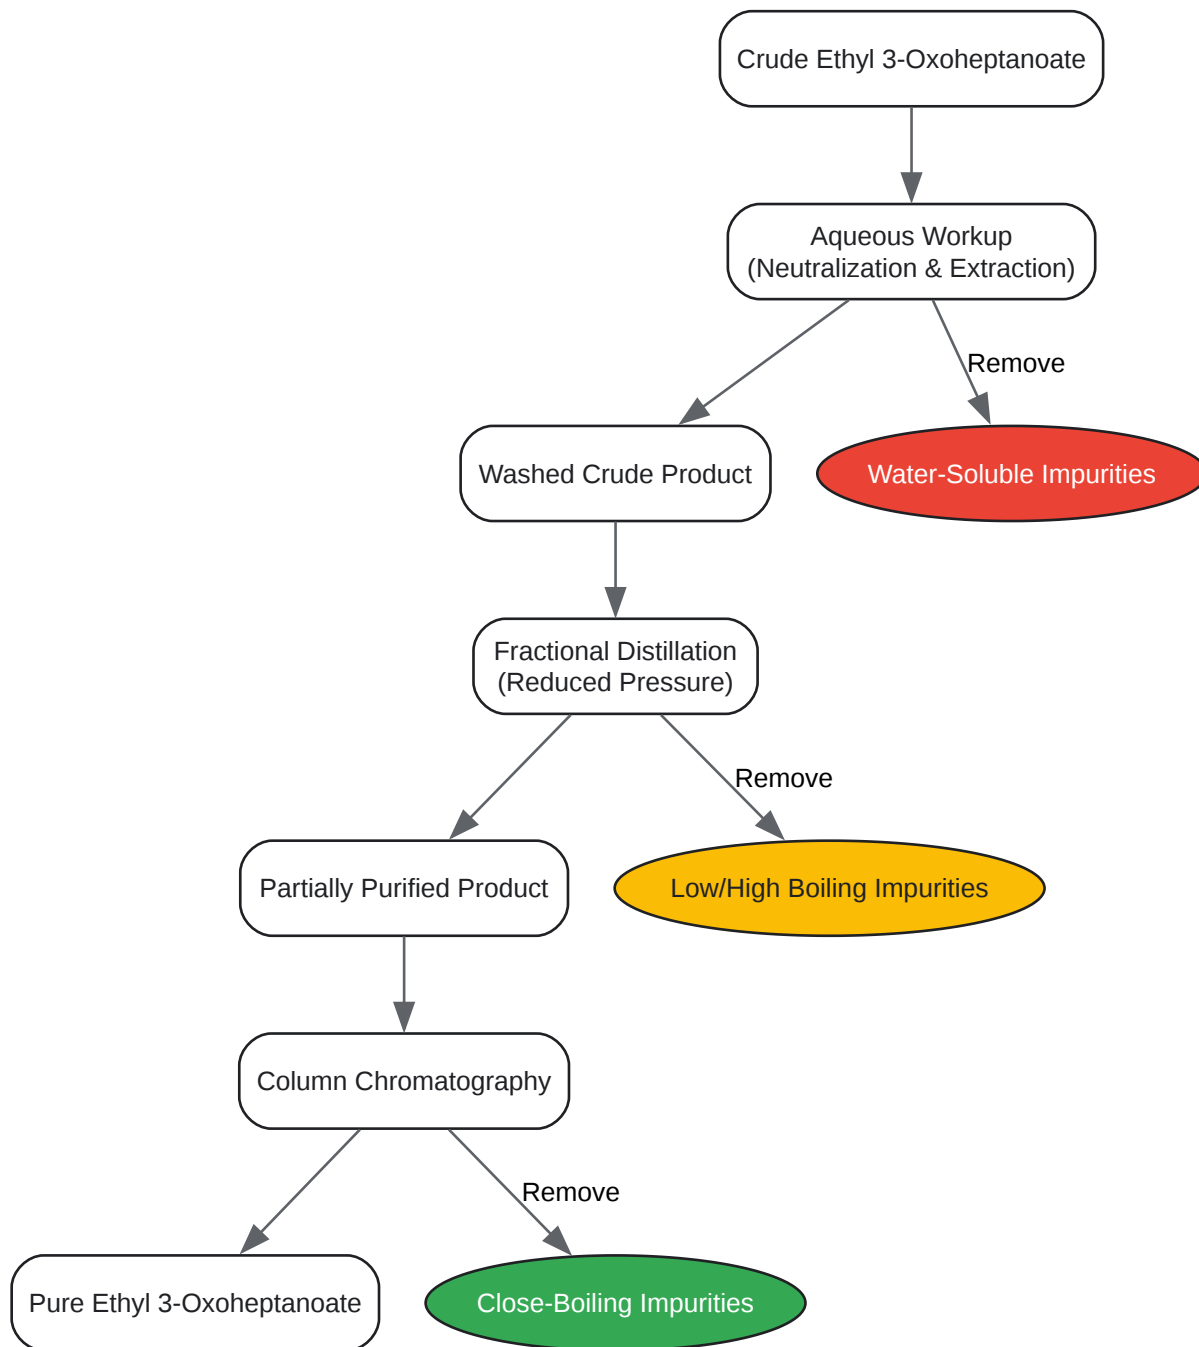 Crude Ethyl 3-Oxoheptanoate
Aqueous Workup
(Neutralization & Extraction)
Remove
Washed Crude Product
Water-Soluble Impurities
Fractional Distillation
(Reduced Pressure)
Remove
Partially Purified Product
Low/High Boiling Impurities
Column Chromatography
Remove
Pure Ethyl 3-Oxoheptanoate
Close-Boiling Impurities